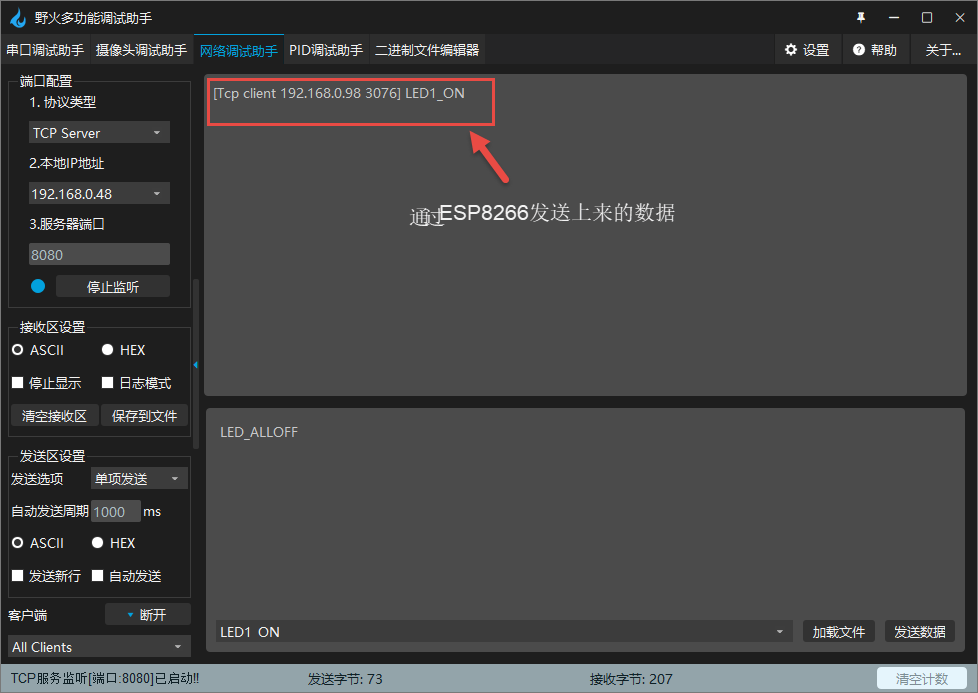 野火多功能调试助手
串口调试助手 摄像头调试助手 网络调试助手 PID调试助手 二进制文件编辑器 设置 帮助 关于...
端口配置
1. 协议类型
TCP Server
2.本地IP地址
192.168.0.48
3.服务器端口
8080
停止监听
接收区设置
ASCII HEX
停止显示 日志模式
清空接收区 保存到文件
发送区设置
发送选项 单项发送
自动发送周期 1000 ms
ASCII HEX
发送新行 自动发送
客户端 断开
All Clients
[Tcp client 192.168.0.98 3076] LED1_ON
通过ESP8266发送上来的数据
LED_ALLOFF
LED1 ON 加载文件 发送数据
TCP服务监听[端口:8080]已启动!! 发送字节: 73 接收字节: 207 清空计数